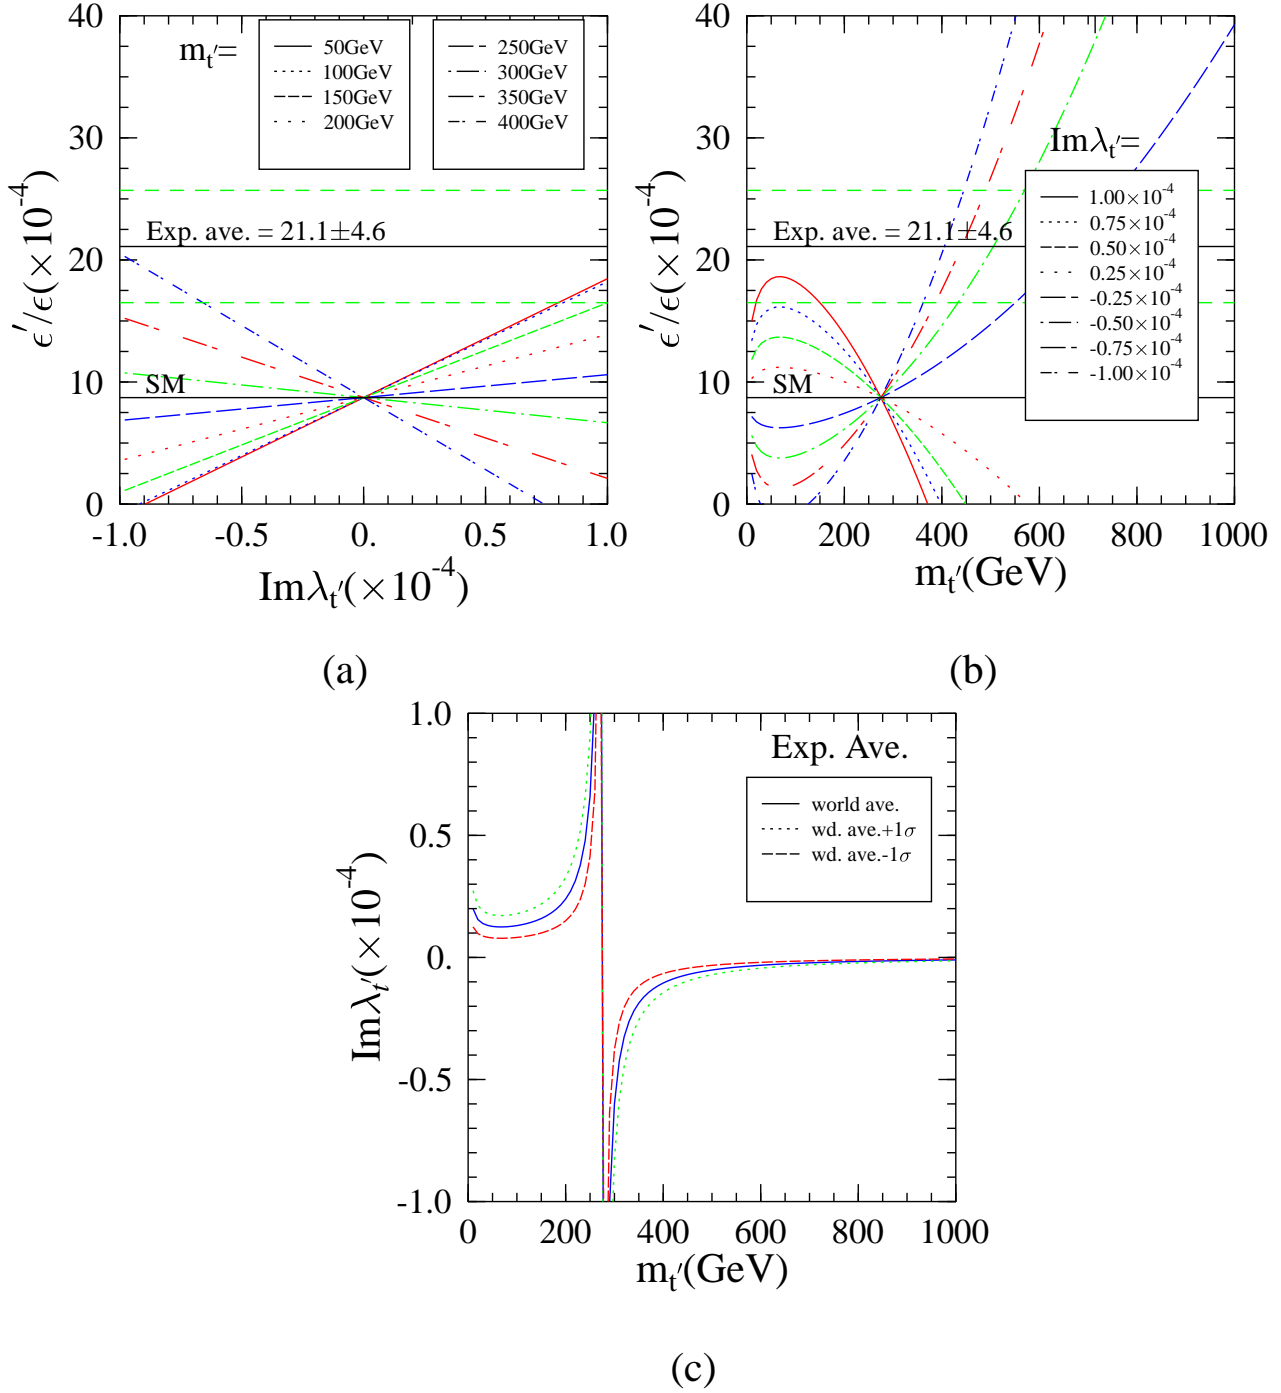 m_t′=
50GeV
100GeV
150GeV
200GeV
250GeV
300GeV
350GeV
400GeV
40
30
20
10
0
Exp. ave. = 21.1±4.6
SM
ϵ′/ϵ(×10^-4)
-1.0 -0.5 0. 0.5 1.0
Imλ_t′(×10^-4)
(a)
40
30
20
10
0
Imλ_t′=
1.00×10^-4
0.75×10^-4
0.50×10^-4
0.25×10^-4
-0.25×10^-4
-0.50×10^-4
-0.75×10^-4
-1.00×10^-4
Exp. ave. = 21.1±4.6
SM
ϵ′/ϵ(×10^-4)
0 200 400 600 800 1000
m_t′(GeV)
(b)
1.0
0.5
0.
-0.5
-1.0
Exp. Ave.
world ave.
wd. ave.+1σ
wd. ave.-1σ
Imλ_t′(×10^-4)
0 200 400 600 800 1000
m_t′(GeV)
(c)